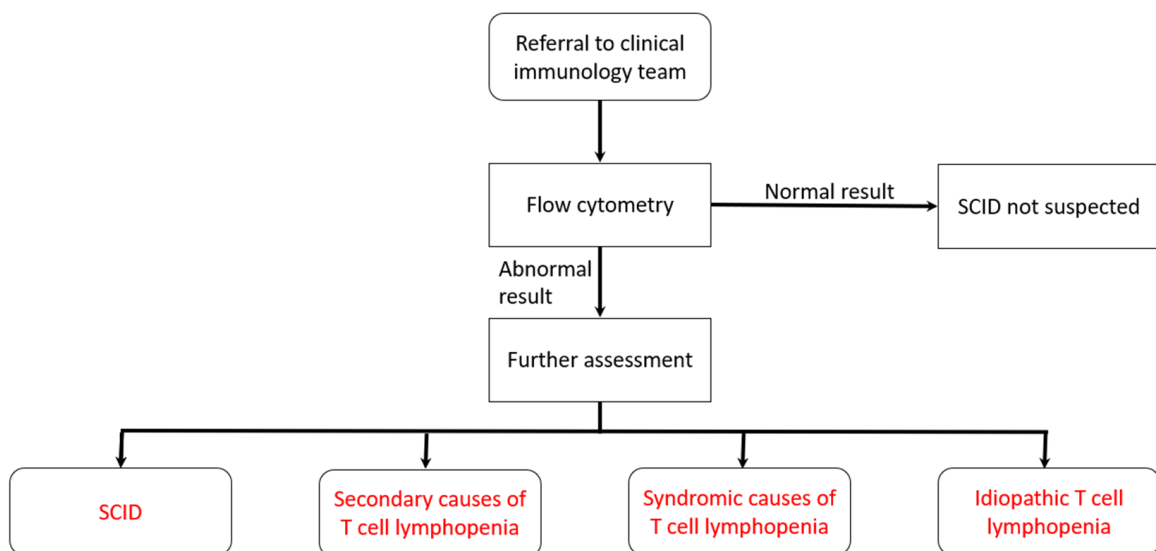 Referral to clinical
immunology team
Flow cytometry
Normal result
SCID not suspected
Abnormal
result
Further assessment
SCID
Secondary causes of
T cell lymphopenia
Syndromic causes of
T cell lymphopenia
Idiopathic T cell
lymphopenia